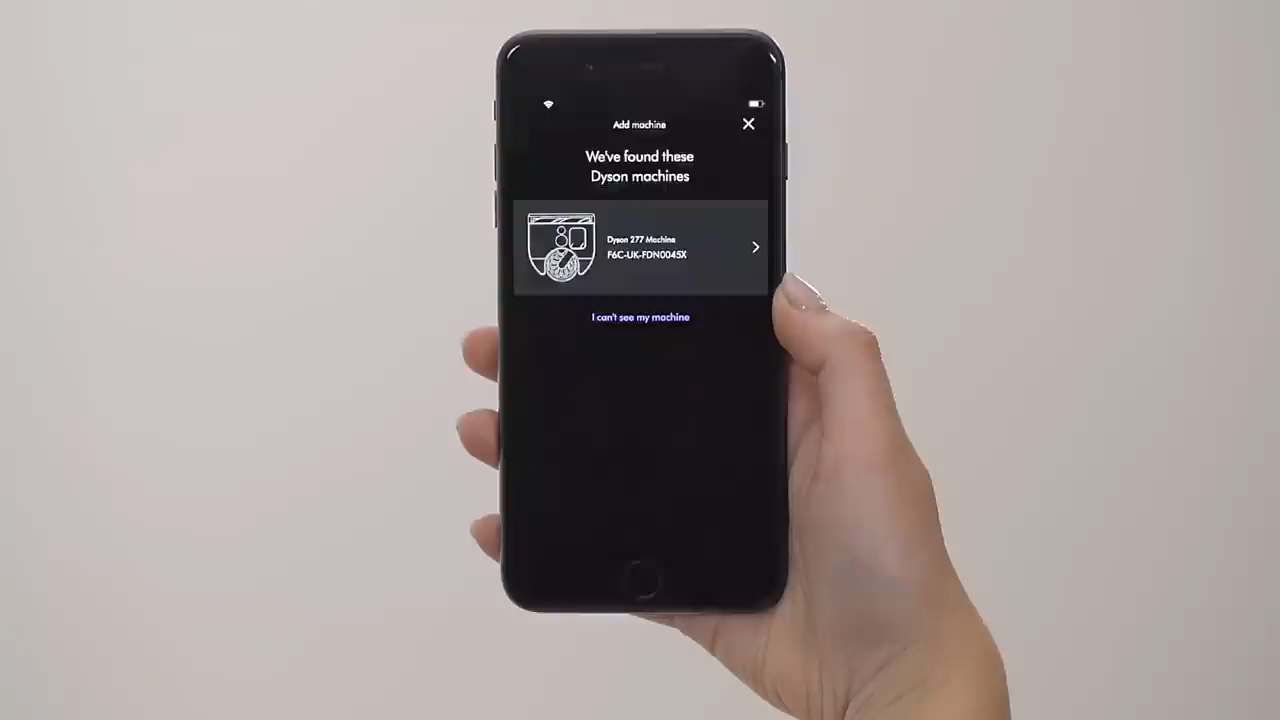 Add machine
We've found these
Dyson machines
Dyson 277 Machine
F6C-UK-FDN0045X
I can't see my machine